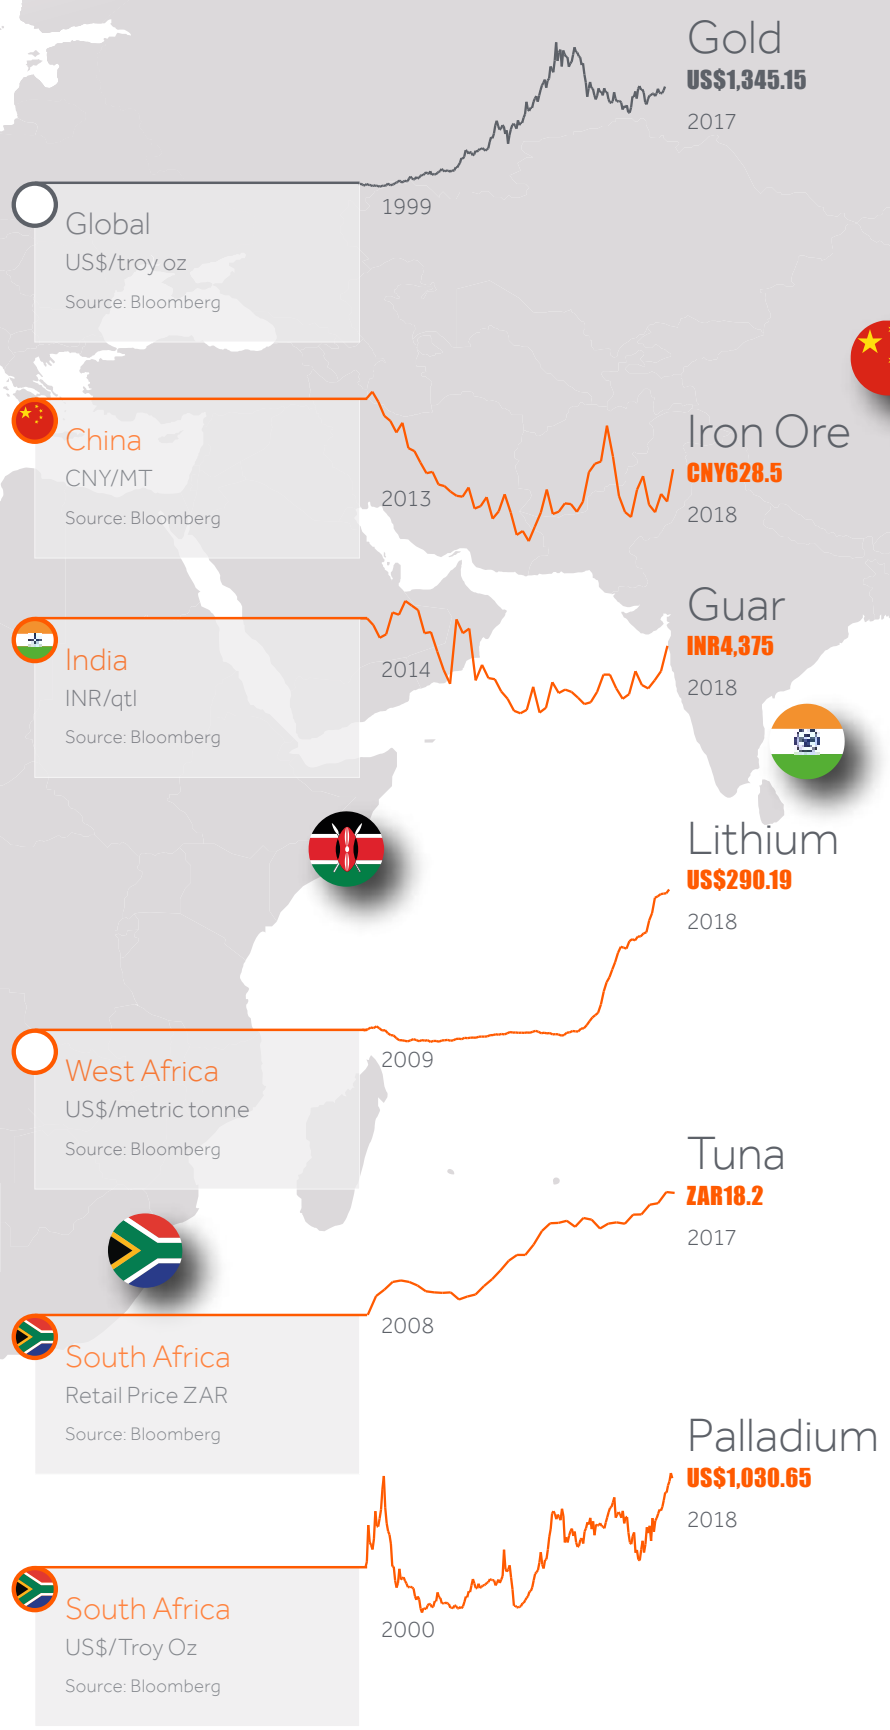 Gold
US$1,345.15
2017
1999
Global
US$/troy oz
Source: Bloomberg
China
CNY/MT
Source: Bloomberg
2013
Iron Ore
CNY628.5
2018
India
INR/qtl
Source: Bloomberg
2014
Guar
INR4,375
2018
Lithium
US$290.19
2018
2009
West Africa
US$/metric tonne
Source: Bloomberg
Tuna
ZAR18.2
2017
2008
South Africa
Retail Price ZAR
Source: Bloomberg
Palladium
US$1,030.65
2018
2000
South Africa
US$/Troy Oz
Source: Bloomberg